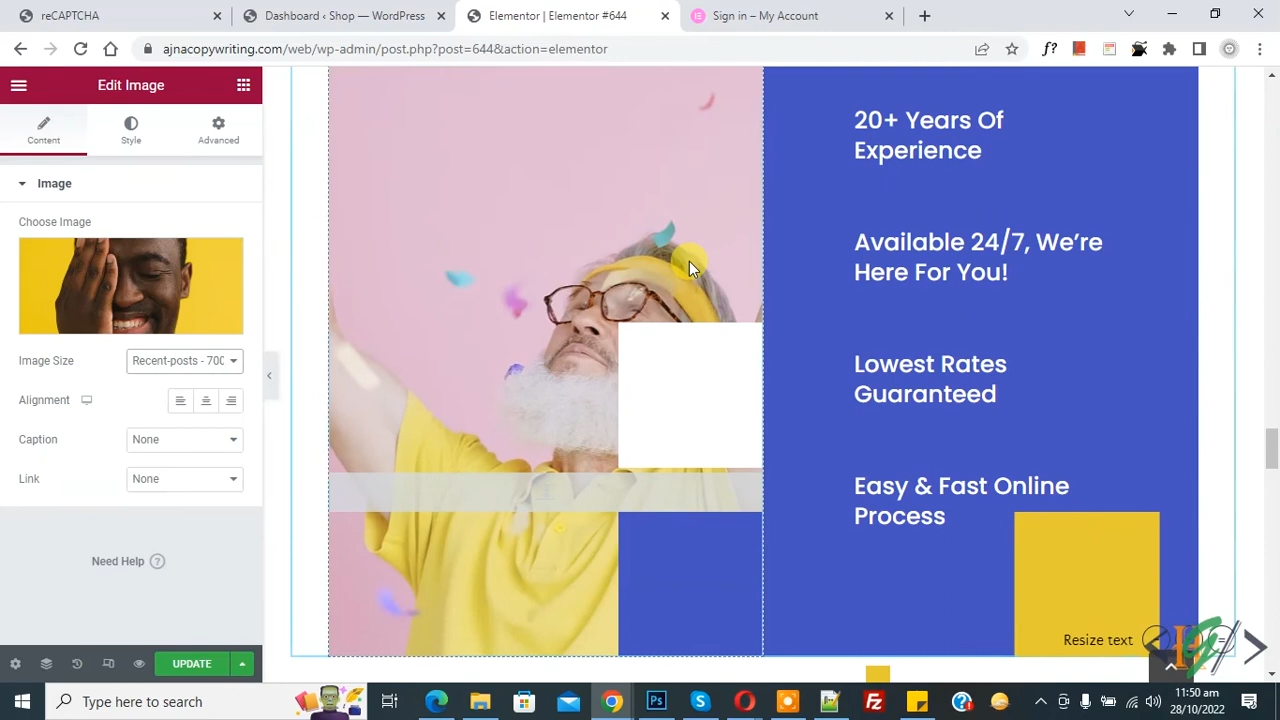 reCAPTCHA
Dashboard ‹ Shop — WordPress
Elementor | Elementor #644
Sign in – My Account
ajnacopywriting.com/web/wp-admin/post.php?post=644&action=elementor
f?
Edit Image
Content
Style
Advanced
Image
Choose Image
Image Size
Recent-posts - 700
Alignment
Caption
None
Link
None
Need Help ?
UPDATE
20+ Years Of
Experience
Available 24/7, We're
Here For You!
Lowest Rates
Guaranteed
Easy & Fast Online
Process
Resize text
Type here to search
Ps
Fz
11:50 am
28/10/2022